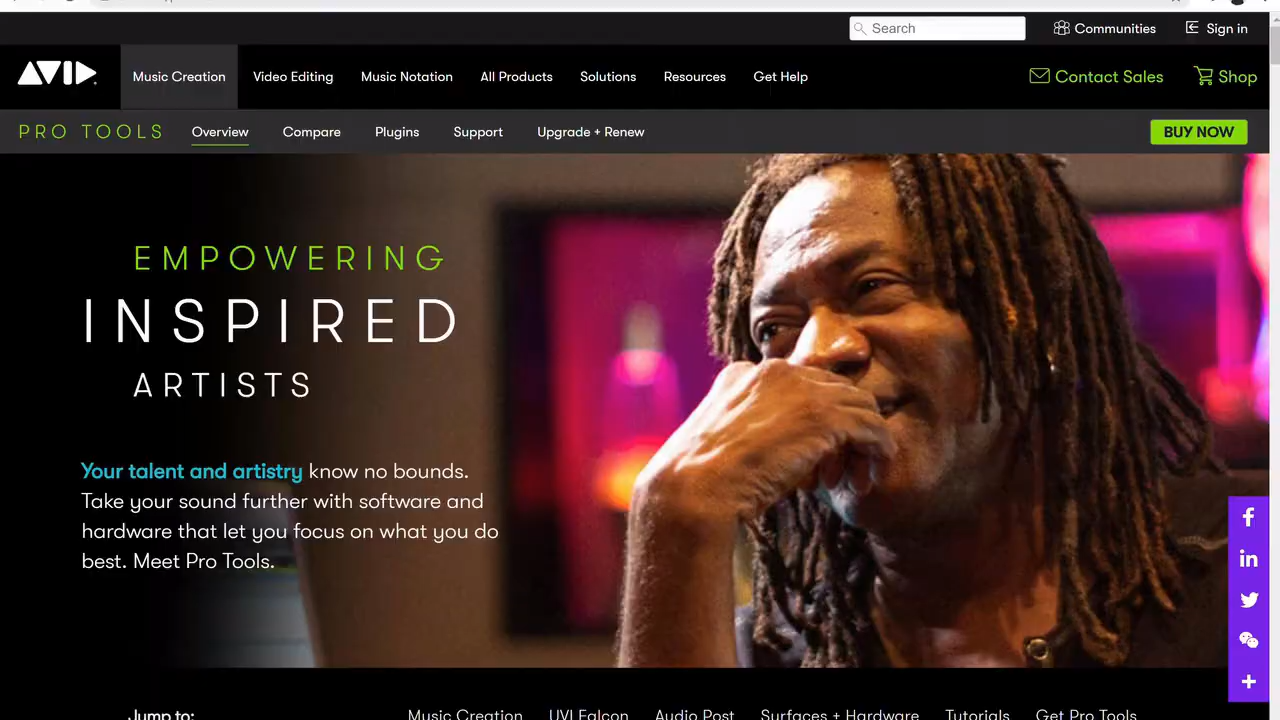 Search
Communities
Sign in
AVID
Music Creation
Video Editing
Music Notation
All Products
Solutions
Resources
Get Help
Contact Sales
Shop
PRO TOOLS
Overview
Compare
Plugins
Support
Upgrade + Renew
BUY NOW
EMPOWERING
INSPIRED
ARTISTS
Your talent and artistry know no bounds.
Take your sound further with software and
hardware that let you focus on what you do
best. Meet Pro Tools.
Jump to:
Music Creation
UVI Falcon
Audio Post
Surfaces + Hardware
Tutorials
Get Pro Tools